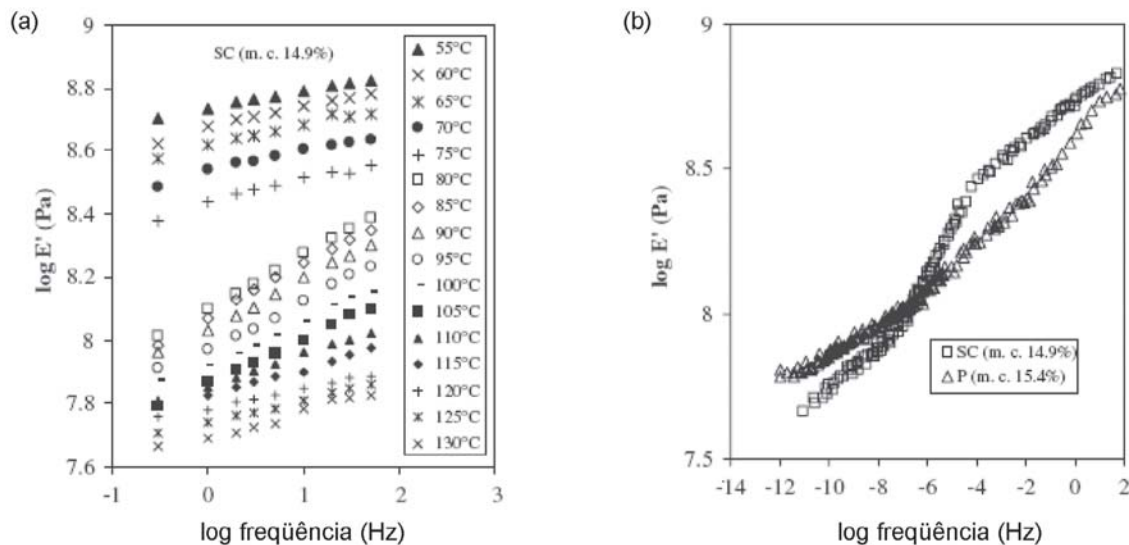 (a)
9
8.8
8.6
8.4
8.2
8
7.8
7.6
log E' (Pa)
SC (m. c. 14.9%)
55°C
60°C
65°C
70°C
75°C
80°C
85°C
90°C
95°C
100°C
105°C
110°C
115°C
120°C
125°C
130°C
-1
0
1
2
3
log freqüência (Hz)
(b)
9
8.5
8
7.5
log E' (Pa)
SC (m. c. 14.9%)
P (m. c. 15.4%)
-14 -12 -10 -8 -6 -4 -2 0 2
log freqüência (Hz)